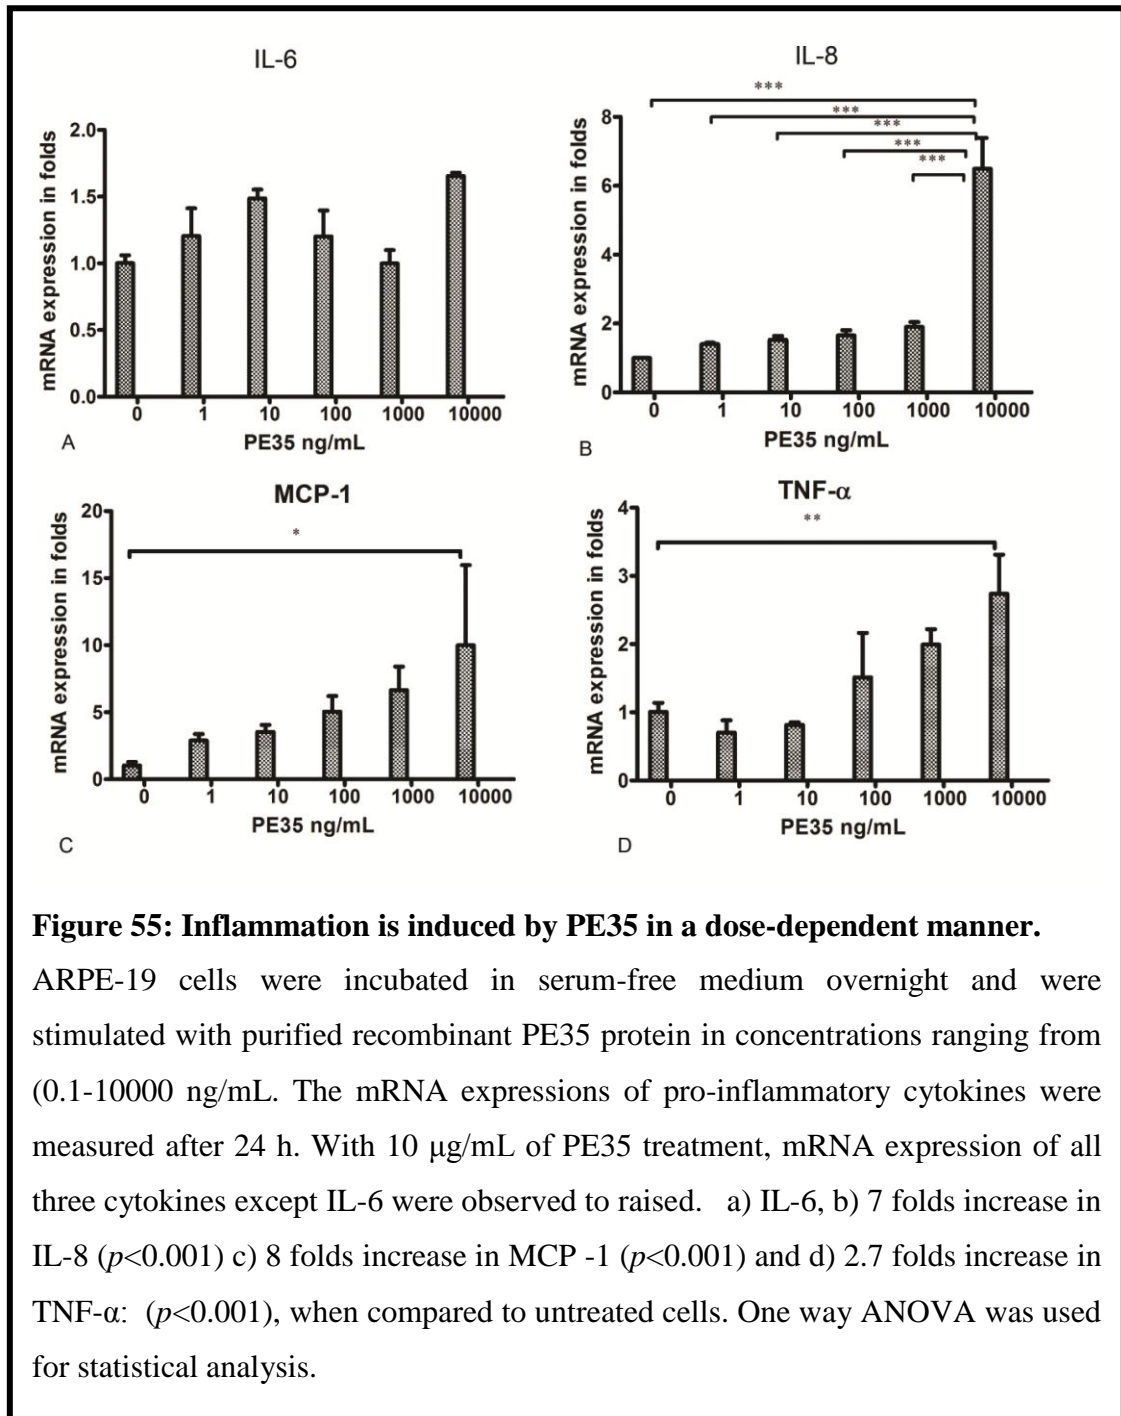 IL-6
mRNA expression in folds
2.0
1.5
1.0
0.5
0.0
0 1 10 100 1000 10000
PE35 ng/mL
A
IL-8
***
***
***
***
***
mRNA expression in folds
8
6
4
2
0
0 1 10 100 1000 10000
PE35 ng/mL
B
MCP-1
*
mRNA expression in folds
20
15
10
5
0
0 1 10 100 1000 10000
PE35 ng/mL
C
TNF-α
**
mRNA expression in folds
4
3
2
1
0
0 1 10 100 1000 10000
PE35 ng/mL
D
Figure 55: Inflammation is induced by PE35 in a dose-dependent manner.
ARPE-19 cells were incubated in serum-free medium overnight and were
stimulated with purified recombinant PE35 protein in concentrations ranging from
(0.1-10000 ng/mL. The mRNA expressions of pro-inflammatory cytokines were
measured after 24 h. With 10 μg/mL of PE35 treatment, mRNA expression of all
three cytokines except IL-6 were observed to raised. a) IL-6, b) 7 folds increase in
IL-8 (p<0.001) c) 8 folds increase in MCP -1 (p<0.001) and d) 2.7 folds increase in
TNF-α: (p<0.001), when compared to untreated cells. One way ANOVA was used
for statistical analysis.